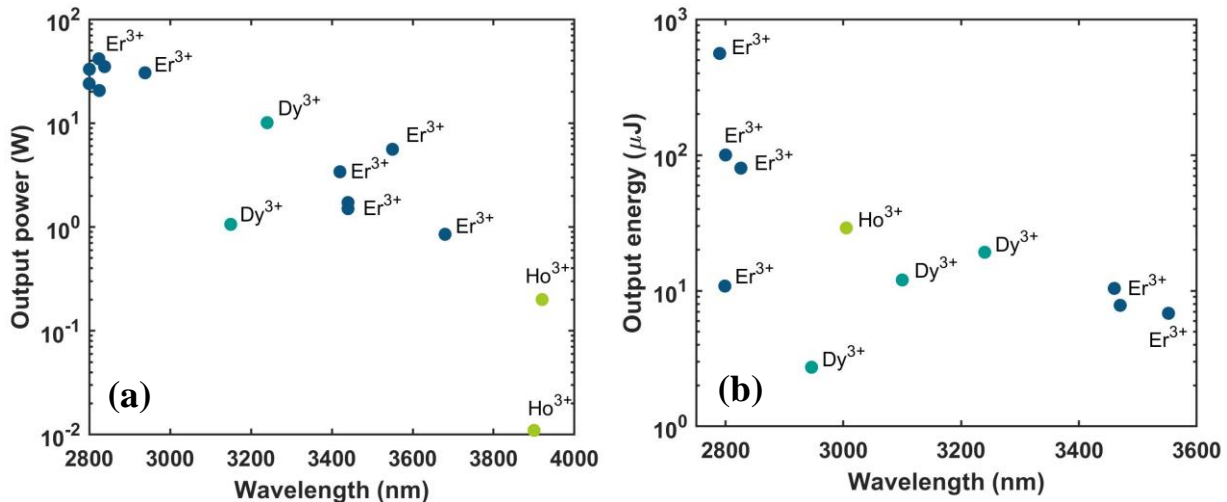 10²
10¹
10⁰
10⁻¹
10⁻²
Output power (W)
Er³⁺
Er³⁺
Dy³⁺
Er³⁺
Er³⁺
Er³⁺
Dy³⁺
Er³⁺
Ho³⁺
Ho³⁺
(a)
2800 3000 3200 3400 3600 3800 4000
Wavelength (nm)
10³
10²
10¹
10⁰
Output energy (μJ)
Er³⁺
Er³⁺
Er³⁺
Ho³⁺
Dy³⁺
Dy³⁺
Er³⁺
Er³⁺
Er³⁺
Dy³⁺
(b)
2800 3000 3200 3400 3600
Wavelength (nm)